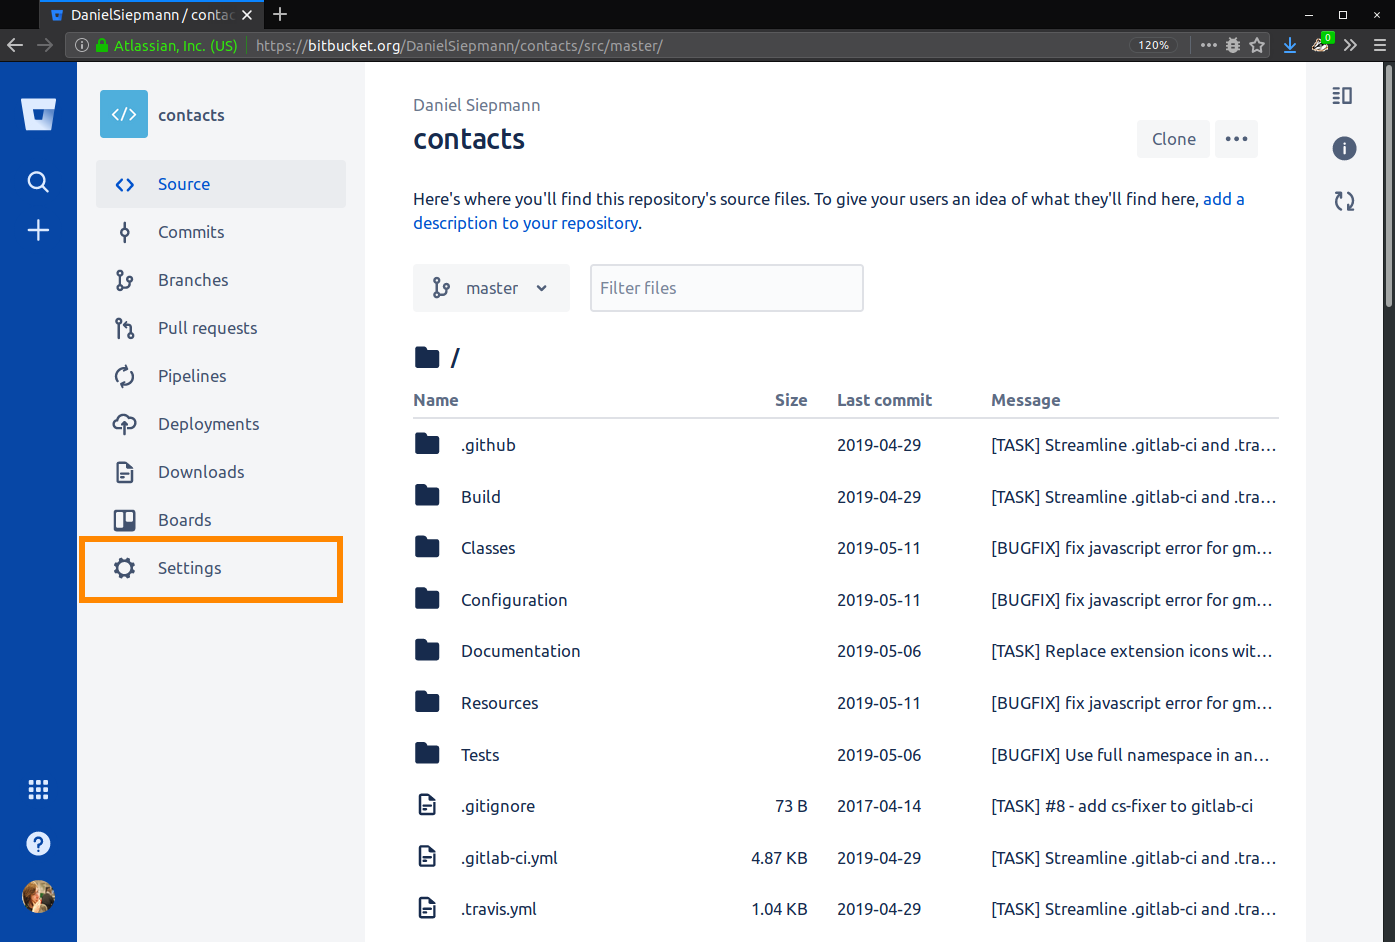 DanielSiepmann / contac
Atlassian, Inc. (US) https://bitbucket.org/DanielSiepmann/contacts/src/master/ 120% 0
contacts
Source
Commits
Branches
Pull requests
Pipelines
Deployments
Downloads
Boards
Settings
Daniel Siepmann
contacts
Clone
Here's where you'll find this repository's source files. To give your users an idea of what they'll find here, add a
description to your repository.
master
Filter files
/
Name Size Last commit Message
.github 2019-04-29 [TASK] Streamline .gitlab-ci and .tra…
Build 2019-04-29 [TASK] Streamline .gitlab-ci and .tra…
Classes 2019-05-11 [BUGFIX] fix javascript error for gm…
Configuration 2019-05-11 [BUGFIX] fix javascript error for gm…
Documentation 2019-05-06 [TASK] Replace extension icons wit…
Resources 2019-05-11 [BUGFIX] fix javascript error for gm…
Tests 2019-05-06 [BUGFIX] Use full namespace in an…
.gitignore 73 B 2017-04-14 [TASK] #8 - add cs-fixer to gitlab-ci
.gitlab-ci.yml 4.87 KB 2019-04-29 [TASK] Streamline .gitlab-ci and .tra…
.travis.yml 1.04 KB 2019-04-29 [TASK] Streamline .gitlab-ci and .tra…